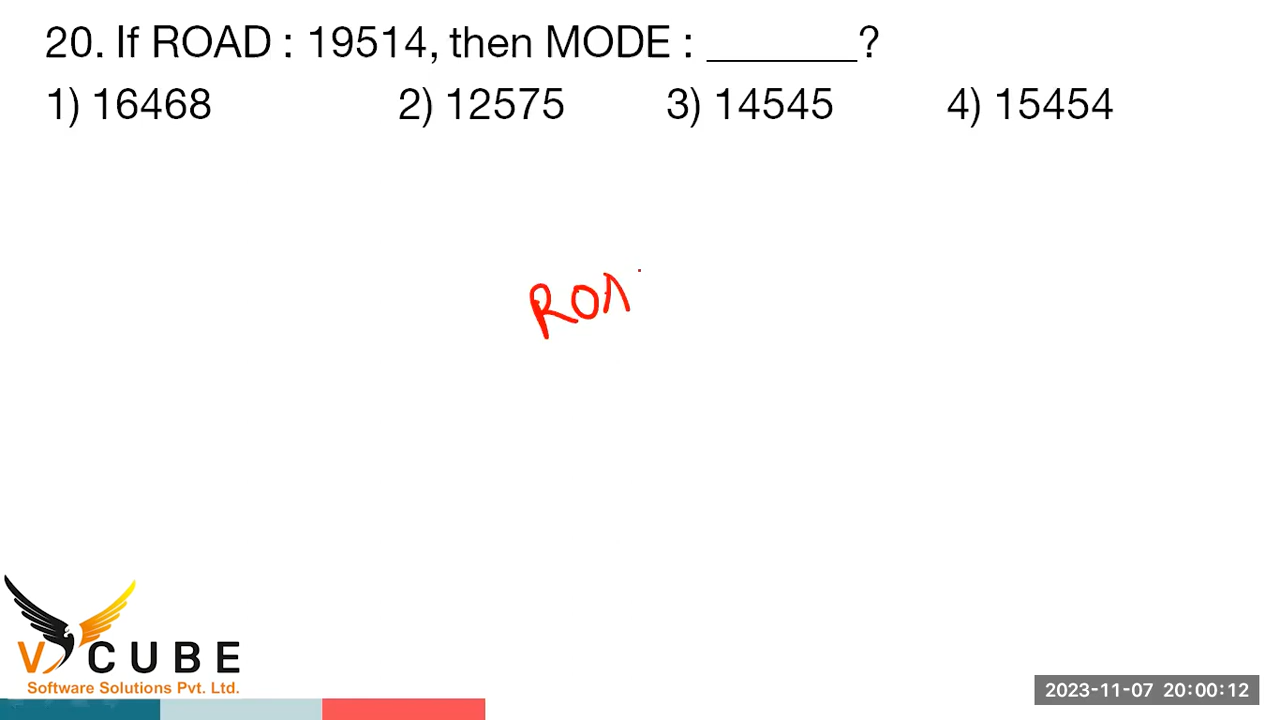 20. If ROAD : 19514, then MODE : _______?
1) 16468 2) 12575 3) 14545 4) 15454
ROA
V CUBE
Software Solutions Pvt. Ltd.
2023-11-07 20:00:12